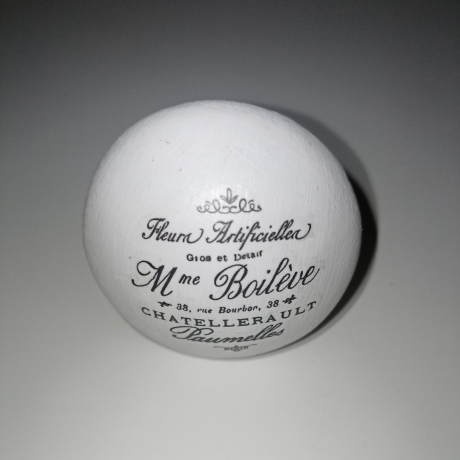 Fleurs Artificielles
Gros et Détail
Mme Boilève
38, rue Bourbon, 38
CHATELLERAULT
Paumelles